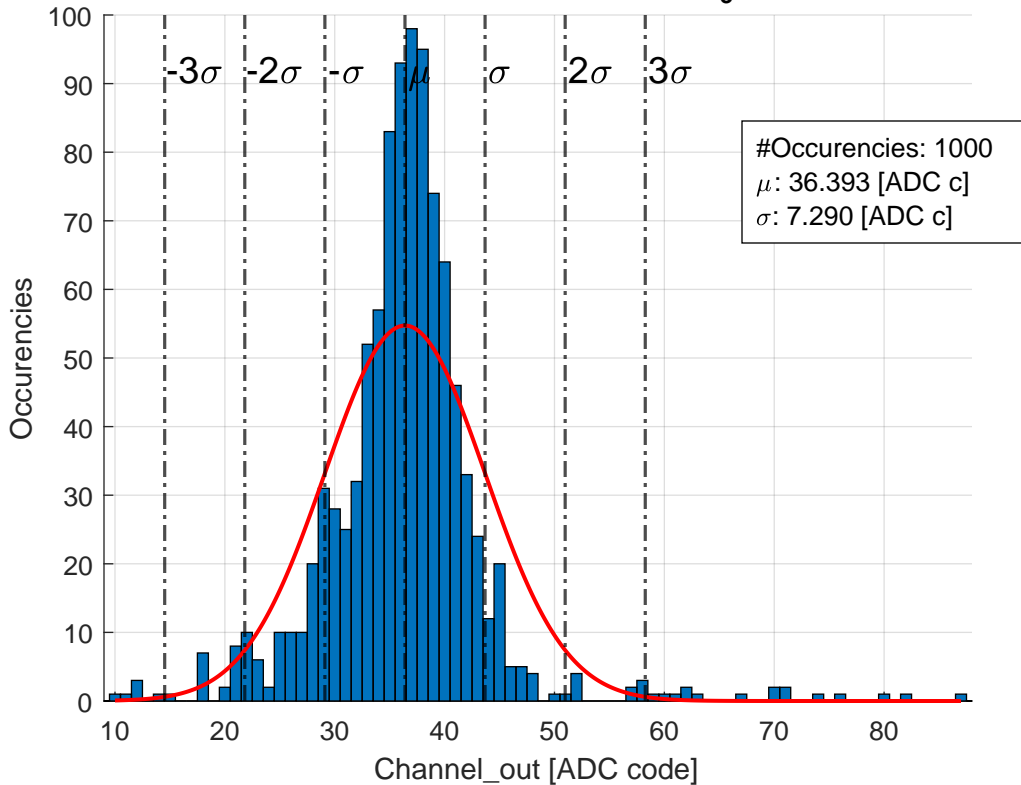 100
90
80
70
60
50
40
30
20
10
0
Occurencies
-3σ -2σ -σ μ σ 2σ 3σ
#Occurencies: 1000
μ: 36.393 [ADC c]
σ: 7.290 [ADC c]
10 20 30 40 50 60 70 80
Channel_out [ADC code]